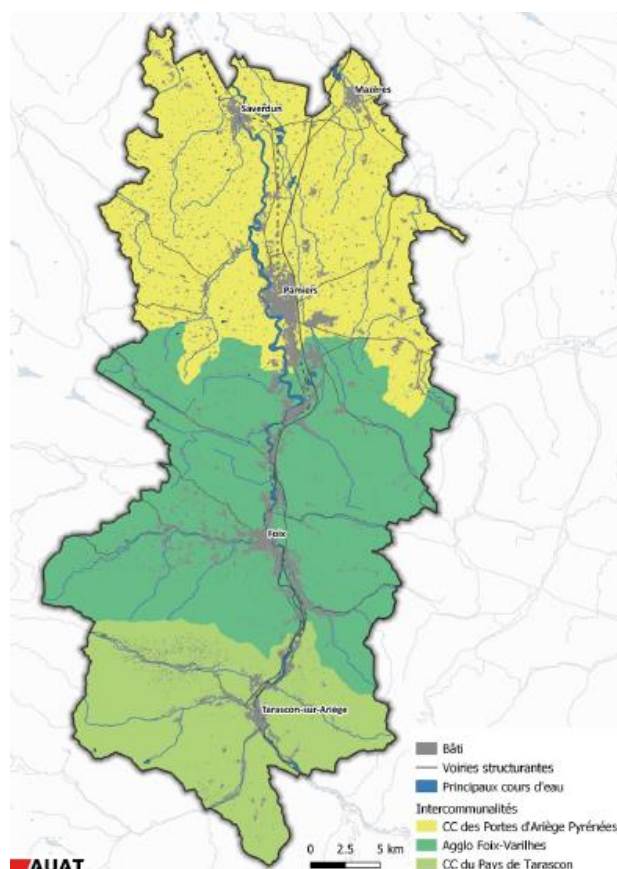 Saverdun
Mazères
Pamiers
Foix
Tarascon-sur-Ariège
Bâti
Voiries structurantes
Principaux cours d'eau
Intercommunalités
CC des Portes d'Ariège Pyrénées
Agglo Foix-Varilhes
CC du Pays de Tarascon
0 2.5 5 km
AUAT